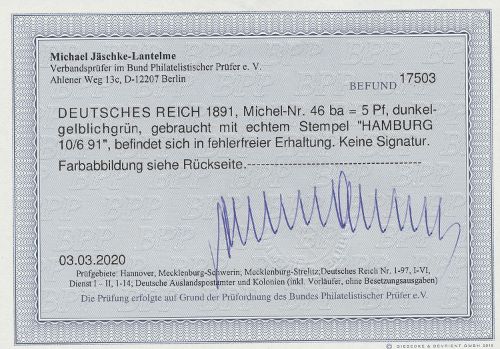 Michael Jäschke-Lantelme
Verbandsprüfer im Bund Philatelistischer Prüfer e. V.
Ahlener Weg 13c, D-12207 Berlin
BEFUND 17503
DEUTSCHES REICH 1891, Michel-Nr. 46 ba = 5 Pf, dunkel-
gelblichgrün, gebraucht mit echtem Stempel "HAMBURG
10/6 91", befindet sich in fehlerfreier Erhaltung. Keine Signatur.
Farbabbildung siehe Rückseite.----------------------------------------
03.03.2020
Prüfgebiete: Hannover, Mecklenburg-Schwerin; Mecklenburg-Strelitz;Deutsches Reich Nr. 1-97, I-VI,
Dienst I – II, 1-14; Deutsche Auslandspostämter und Kolonien (inkl. Vorläufer, ohne Besetzungsausgaben)
Die Prüfung erfolgte auf Grund der Prüfordnung des Bundes Philatelistischer Prüfer e.V.
GIESECKE & DEVRIENT GMBH